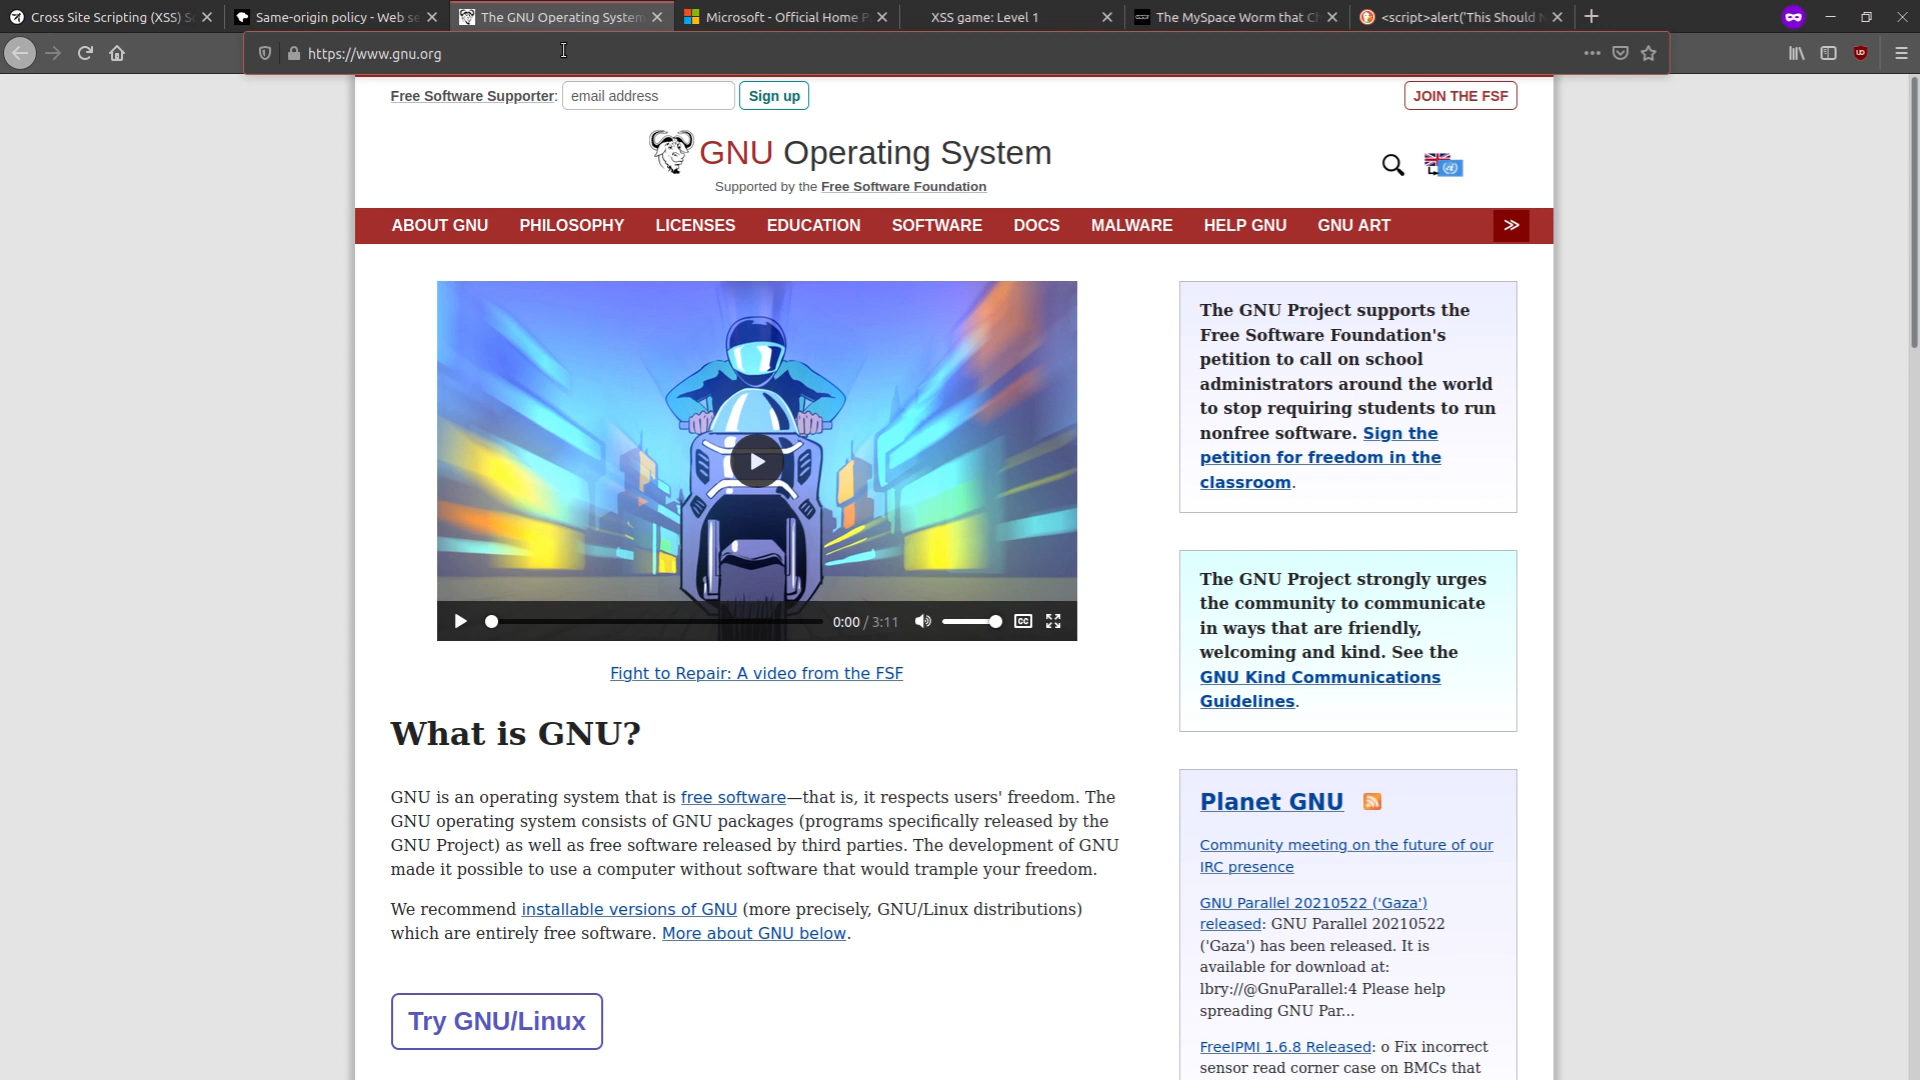 Cross Site Scripting (XSS) S
Same-origin policy - Web se
The GNU Operating System
Microsoft - Official Home P
XSS game: Level 1
The MySpace Worm that C
<script>alert('This Should N
https://www.gnu.org
Free Software Supporter:
email address
Sign up
JOIN THE FSF
GNU Operating System
Supported by the Free Software Foundation
ABOUT GNU
PHILOSOPHY
LICENSES
EDUCATION
SOFTWARE
DOCS
MALWARE
HELP GNU
GNU ART
≫
0:00 / 3:11
CC
Fight to Repair: A video from the FSF
What is GNU?
GNU is an operating system that is free software—that is, it respects users' freedom. The
GNU operating system consists of GNU packages (programs specifically released by the
GNU Project) as well as free software released by third parties. The development of GNU
made it possible to use a computer without software that would trample your freedom.
We recommend installable versions of GNU (more precisely, GNU/Linux distributions)
which are entirely free software. More about GNU below.
Try GNU/Linux
The GNU Project supports the
Free Software Foundation's
petition to call on school
administrators around the world
to stop requiring students to run
nonfree software. Sign the
petition for freedom in the
classroom.
The GNU Project strongly urges
the community to communicate
in ways that are friendly,
welcoming and kind. See the
GNU Kind Communications
Guidelines.
Planet GNU
Community meeting on the future of our
IRC presence
GNU Parallel 20210522 ('Gaza')
released: GNU Parallel 20210522
('Gaza') has been released. It is
available for download at:
lbry://@GnuParallel:4 Please help
spreading GNU Par...
FreeIPMI 1.6.8 Released: o Fix incorrect
sensor read corner case on BMCs that